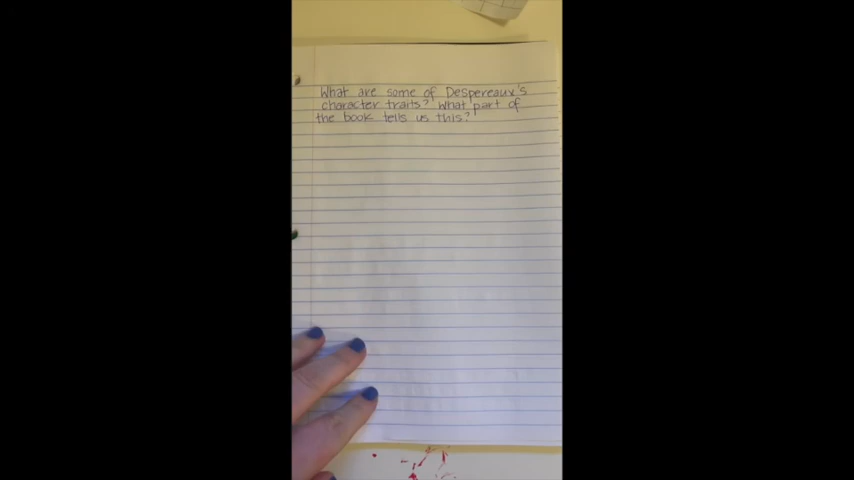 What are some of Despereaux's
character traits? What part of
the book tells us this?